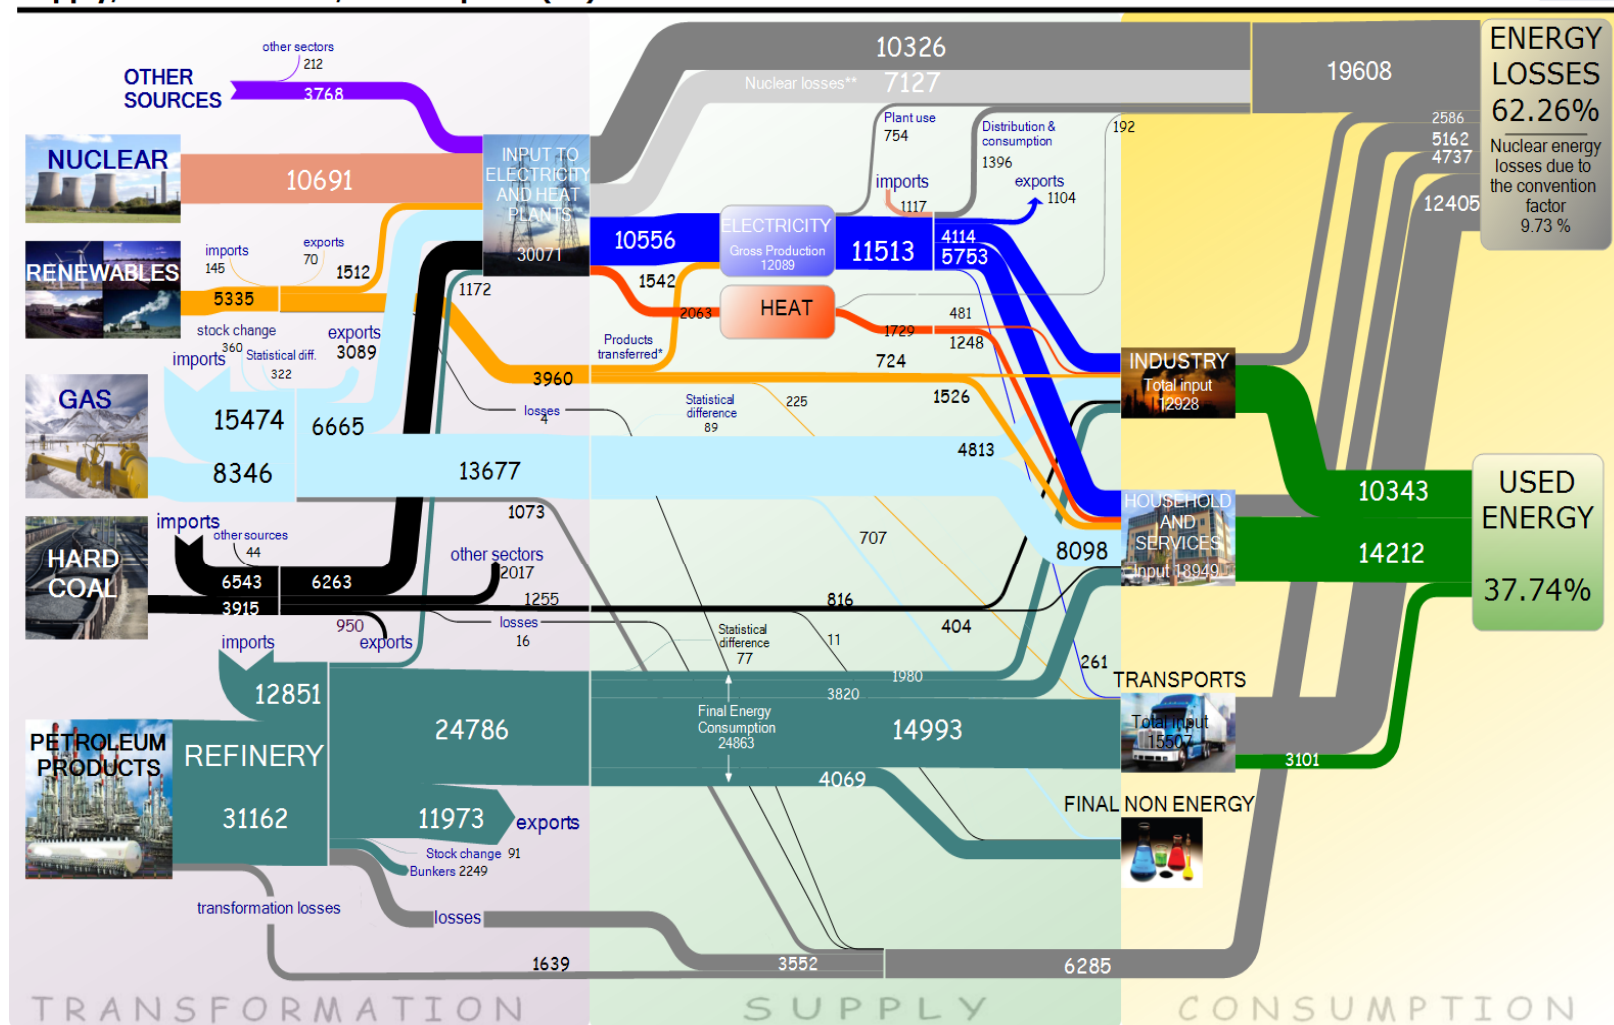 other sectors
212
OTHER
SOURCES
3768
NUCLEAR
10691
RENEWABLES
imports
145
exports
70
1512
5335
stock change
360
Statistical diff.
322
imports
exports
3089
GAS
15474
6665
8346
13677
1073
imports
other sources
44
HARD
COAL
6543
6263
3915
other sectors
2017
1255
950
exports
losses
16
losses
4
imports
12851
PETROLEUM
PRODUCTS
REFINERY
31162
24786
11973
exports
Stock change 91
Bunkers 2249
transformation losses
losses
1639
3552
6285
INPUT TO
ELECTRICITY
AND HEAT
PLANTS
30071
1172
10326
Nuclear losses** 7127
Plant use
754
Distribution &
consumption
1396
192
imports
1117
exports
1104
10556
ELECTRICITY
Gross Production
12089
11513
4114
5753
1542
2063
HEAT
1729
481
1248
Products
transferred*
3960
724
1526
225
Statistical
difference
89
4813
707
8098
816
404
Statistical
difference
77
11
261
1980
3820
Final Energy
Consumption
24863
14993
4069
INDUSTRY
Total input
12928
HOUSEHOLD
AND
SERVICES
Input 18949
TRANSPORTS
Total input
15507
FINAL NON ENERGY
19608
2586
5162
4737
12405
10343
14212
3101
ENERGY
LOSSES
62.26%
Nuclear energy
losses due to
the convention
factor
9.73 %
USED
ENERGY
37.74%
TRANSFORMATION
SUPPLY
CONSUMPTION